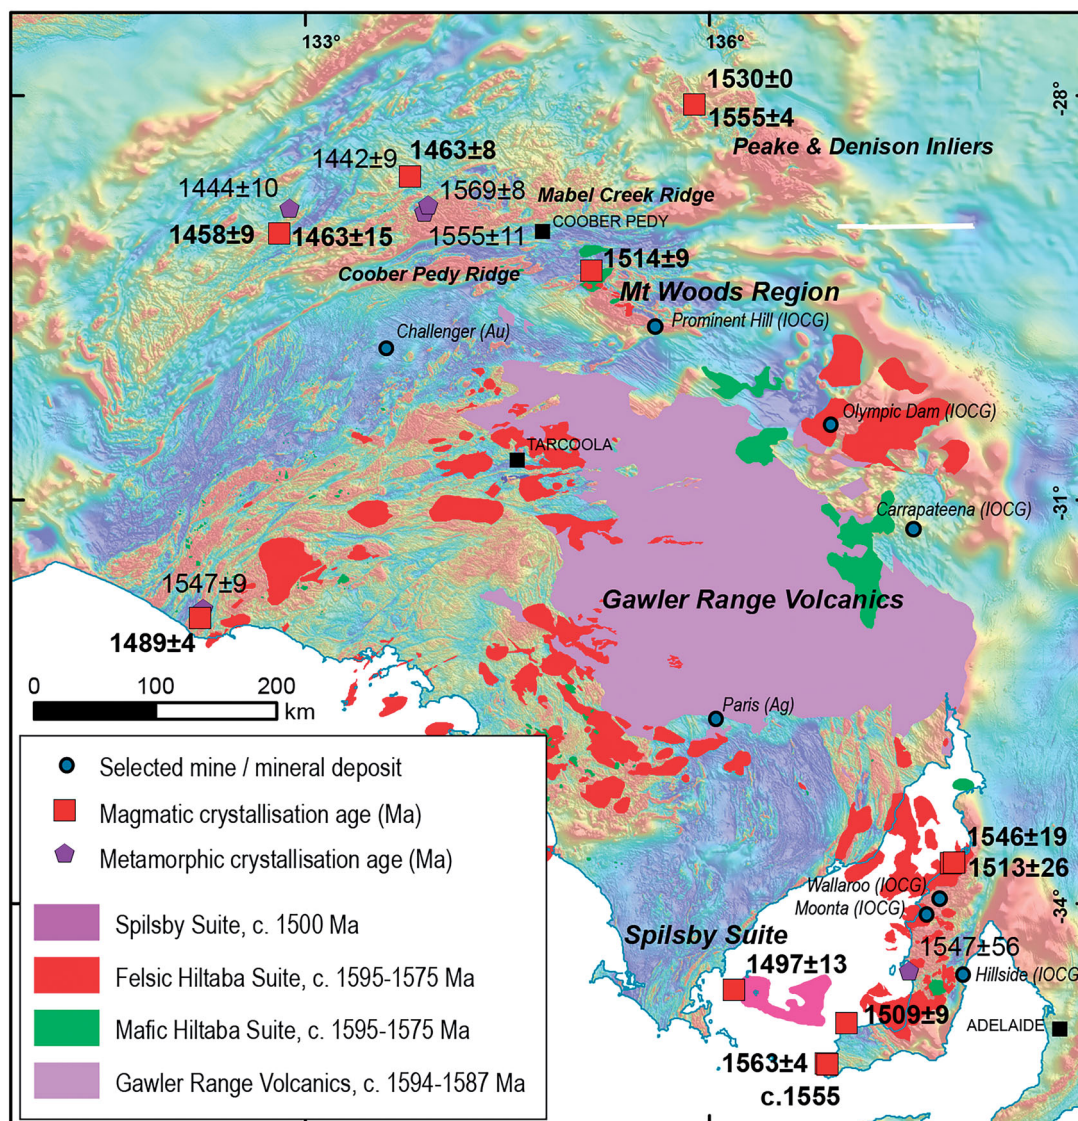 133°
136°
-28°
1530±0
1555±4
Peake & Denison Inliers
1463±8
1442±9
1444±10
1569±8
Mabel Creek Ridge
COOBER PEDY
1458±9
1463±15
1555±11
Coober Pedy Ridge
1514±9
Mt Woods Region
Prominent Hill (IOCG)
Challenger (Au)
Olympic Dam (IOCG)
TARCOOLA
-31°
Carrapateena (IOCG)
1547±9
1489±4
Gawler Range Volcanics
0 100 200
km
Paris (Ag)
1546±19
1513±26
Wallaroo (IOCG)
Moonta (IOCG)
-34°
Spilsby Suite
1547±56
1497±13
Hillside (IOCG)
1509±9
ADELAIDE
1563±4
c.1555
Selected mine / mineral deposit
Magmatic crystallisation age (Ma)
Metamorphic crystallisation age (Ma)
Spilsby Suite, c. 1500 Ma
Felsic Hiltaba Suite, c. 1595-1575 Ma
Mafic Hiltaba Suite, c. 1595-1575 Ma
Gawler Range Volcanics, c. 1594-1587 Ma